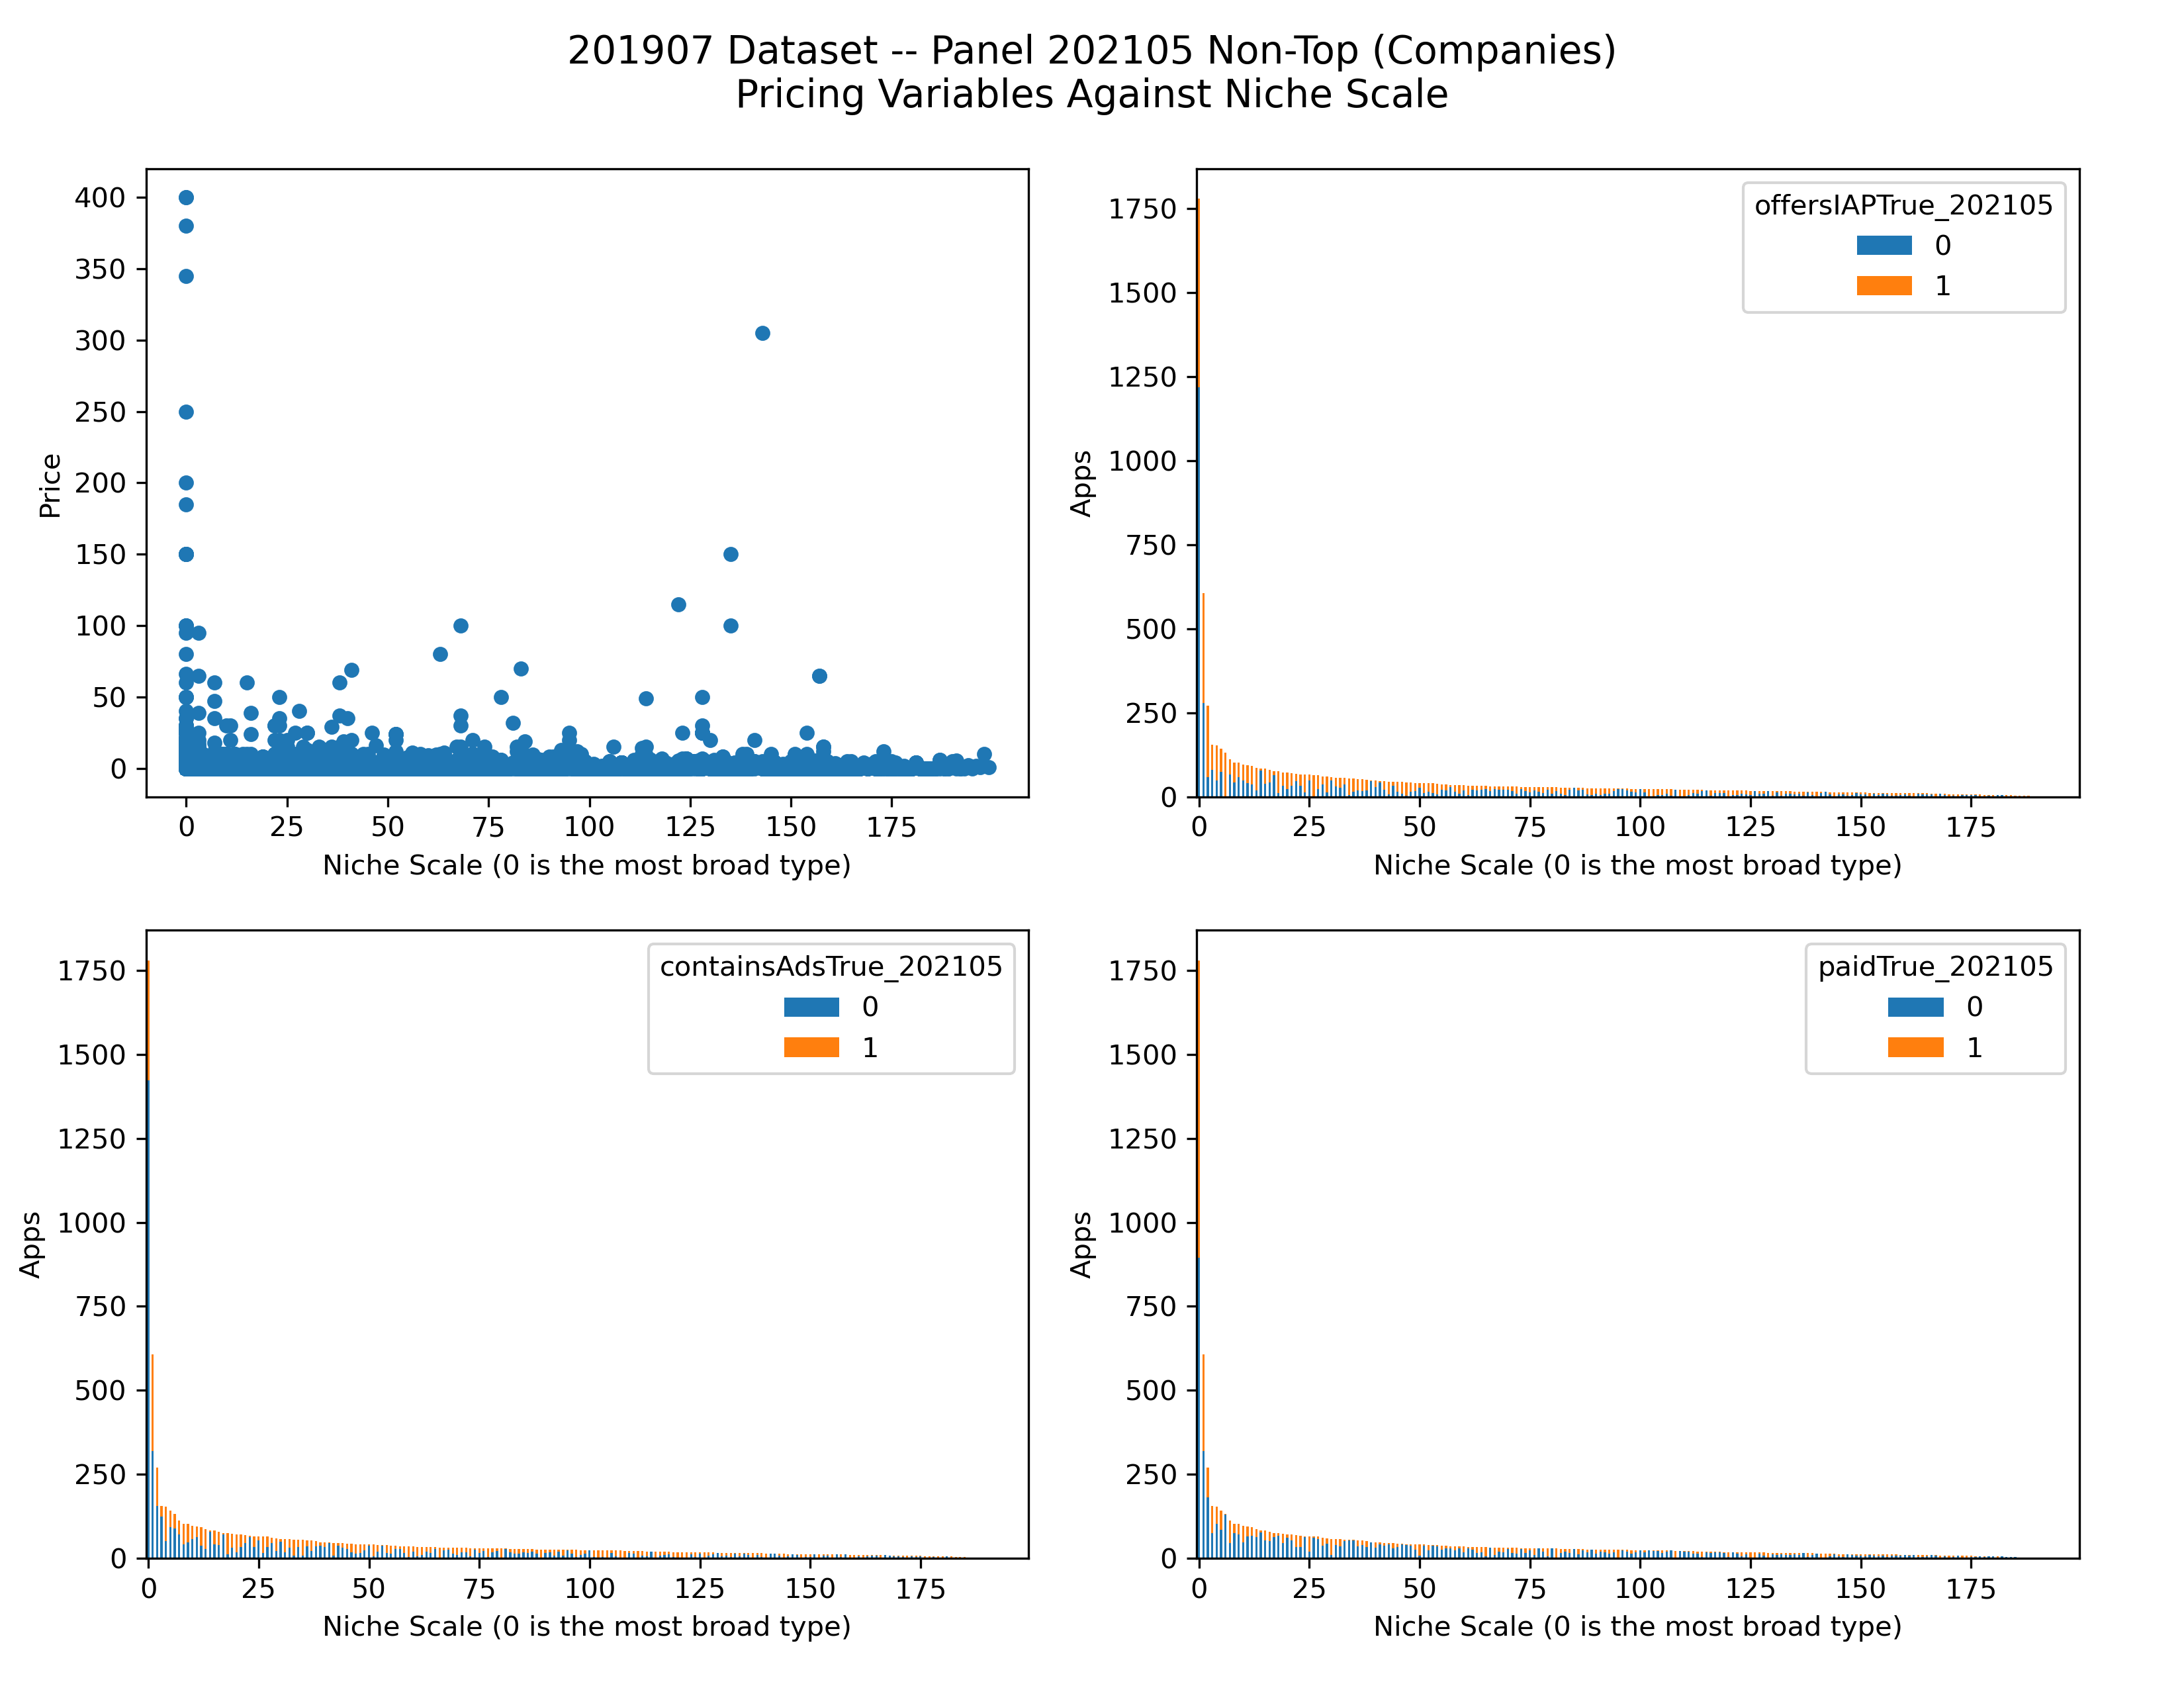 201907 Dataset -- Panel 202105 Non-Top (Companies)
Pricing Variables Against Niche Scale
400
350
300
250
200
150
100
50
0
Price
0 25 50 75 100 125 150 175
Niche Scale (0 is the most broad type)
1750
1500
1250
1000
750
500
250
0
Apps
offersIAPTrue_202105
0
1
0 25 50 75 100 125 150 175
Niche Scale (0 is the most broad type)
1750
1500
1250
1000
750
500
250
0
Apps
containsAdsTrue_202105
0
1
0 25 50 75 100 125 150 175
Niche Scale (0 is the most broad type)
1750
1500
1250
1000
750
500
250
0
Apps
paidTrue_202105
0
1
0 25 50 75 100 125 150 175
Niche Scale (0 is the most broad type)